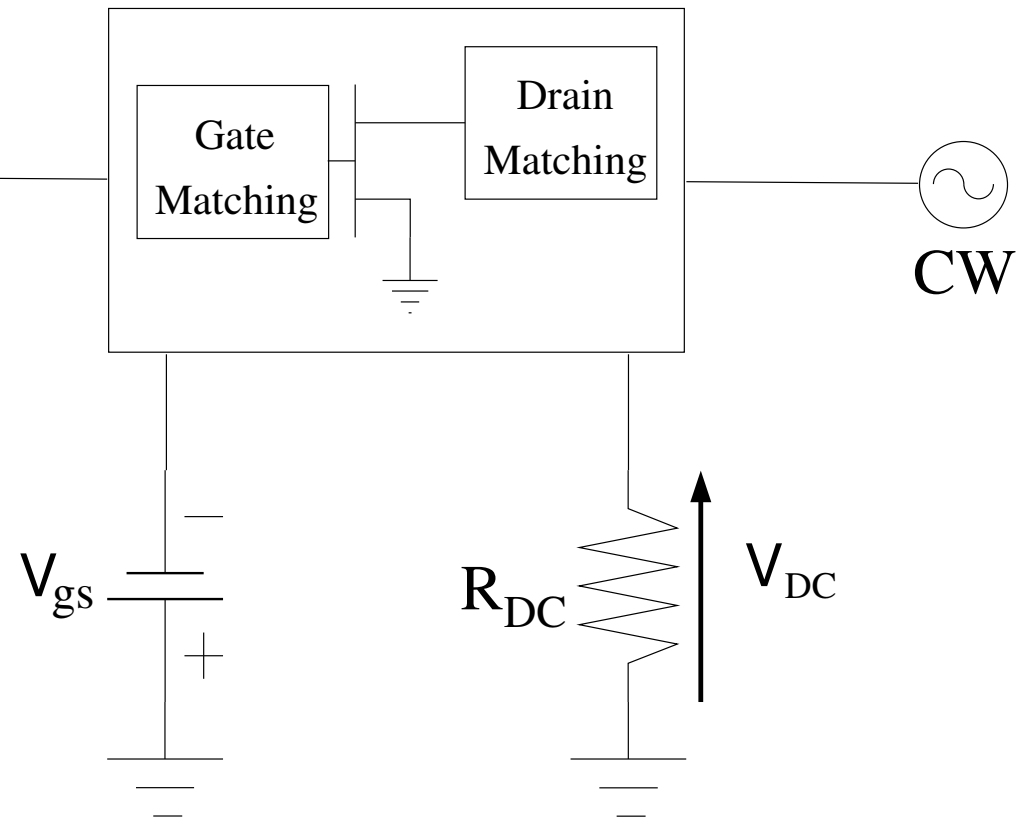 Gate
Matching
Drain
Matching
CW
−
Vgs
+
RDC
VDC